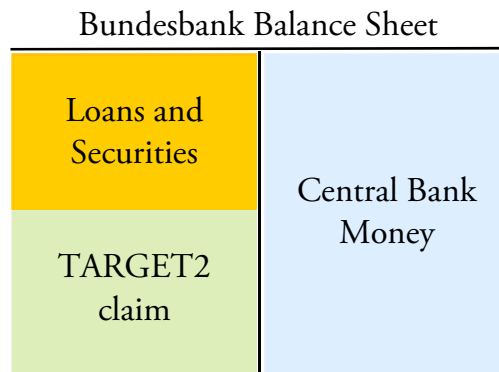 Bundesbank Balance Sheet
Loans and
Securities
TARGET2
claim
Central Bank
Money